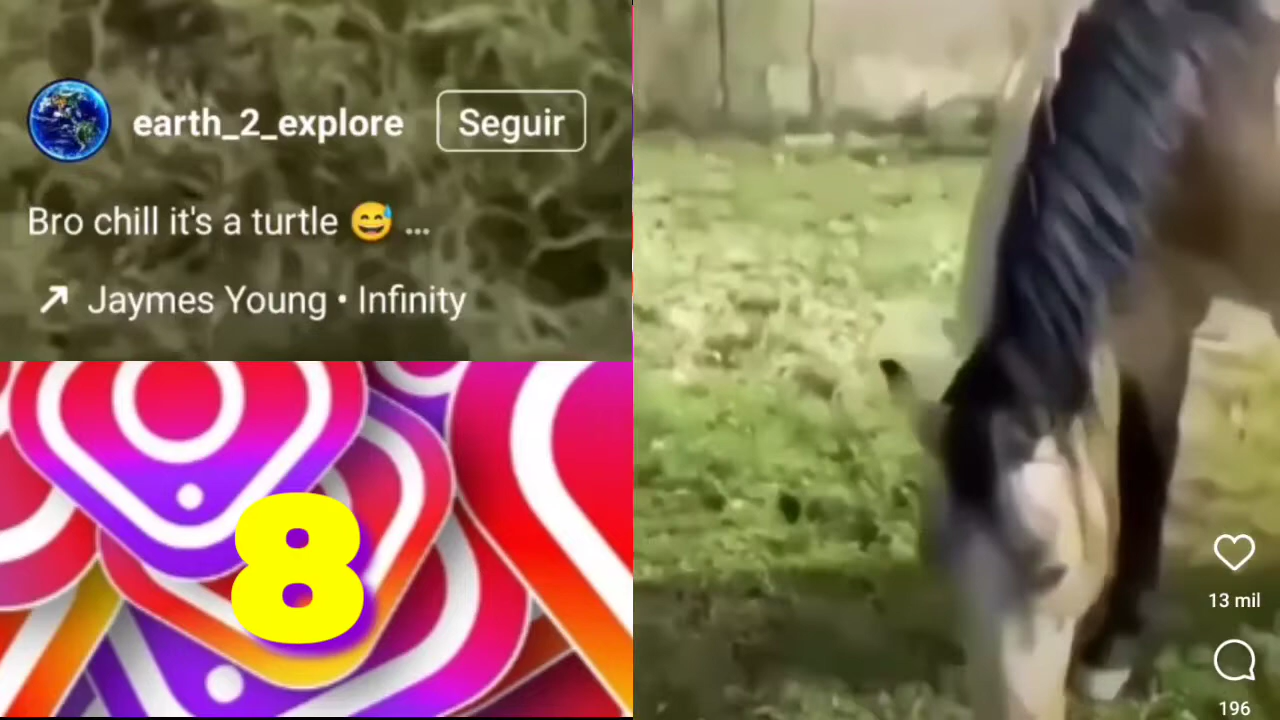 earth_2_explore
Seguir
Bro chill it's a turtle 😅 ...
Jaymes Young • Infinity
8
13 mil
196